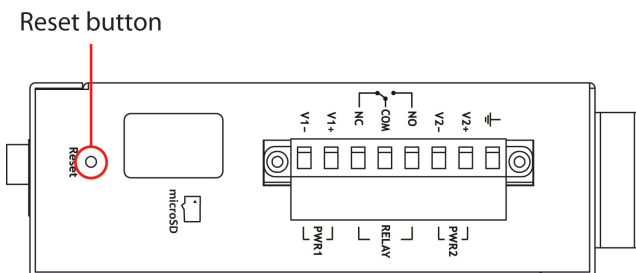 Reset button
Reset
microSD
V1-
V1+
NC
COM
NO
V2-
V2+
PWR1
RELAY
PWR2